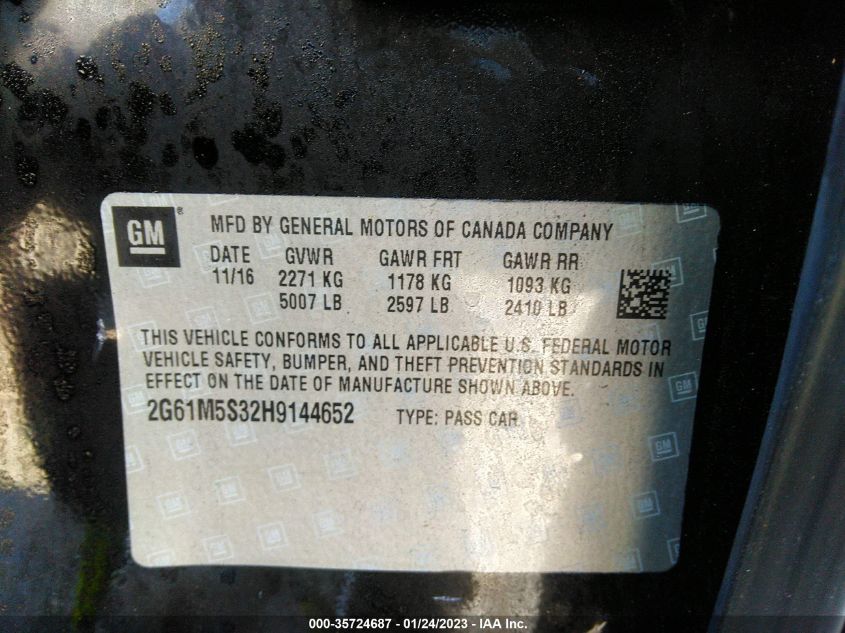 GM ® MFD BY GENERAL MOTORS OF CANADA COMPANY
DATE GVWR GAWR FRT GAWR RR
11/16 2271 KG 1178 KG 1093 KG
5007 LB 2597 LB 2410 LB
THIS VEHICLE CONFORMS TO ALL APPLICABLE U.S. FEDERAL MOTOR
VEHICLE SAFETY, BUMPER, AND THEFT PREVENTION STANDARDS IN
EFFECT ON THE DATE OF MANUFACTURE SHOWN ABOVE.
2G61M5S32H9144652 TYPE: PASS CAR
000-35724687 - 01/24/2023 - IAA Inc.